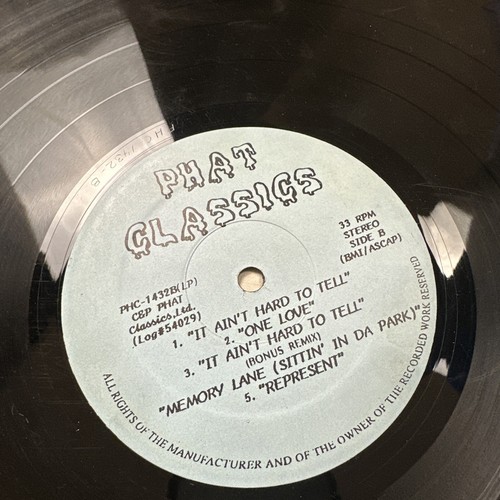 PHAT
CLASSICS
PHC-1432B(LP)
C&P PHAT
Classics,Ltd.
(Log#54029)
33 RPM
STEREO
SIDE B
(BMI/ASCAP)
1. "IT AIN'T HARD TO TELL"
2. "ONE LOVE"
3. "IT AIN'T HARD TO TELL"
(BONUS REMIX)
"MEMORY LANE (SITTIN' IN DA PARK)"
5. "REPRESENT"
ALL RIGHTS OF THE MANUFACTURER AND OF THE OWNER OF THE RECORDED WORK RESERVED